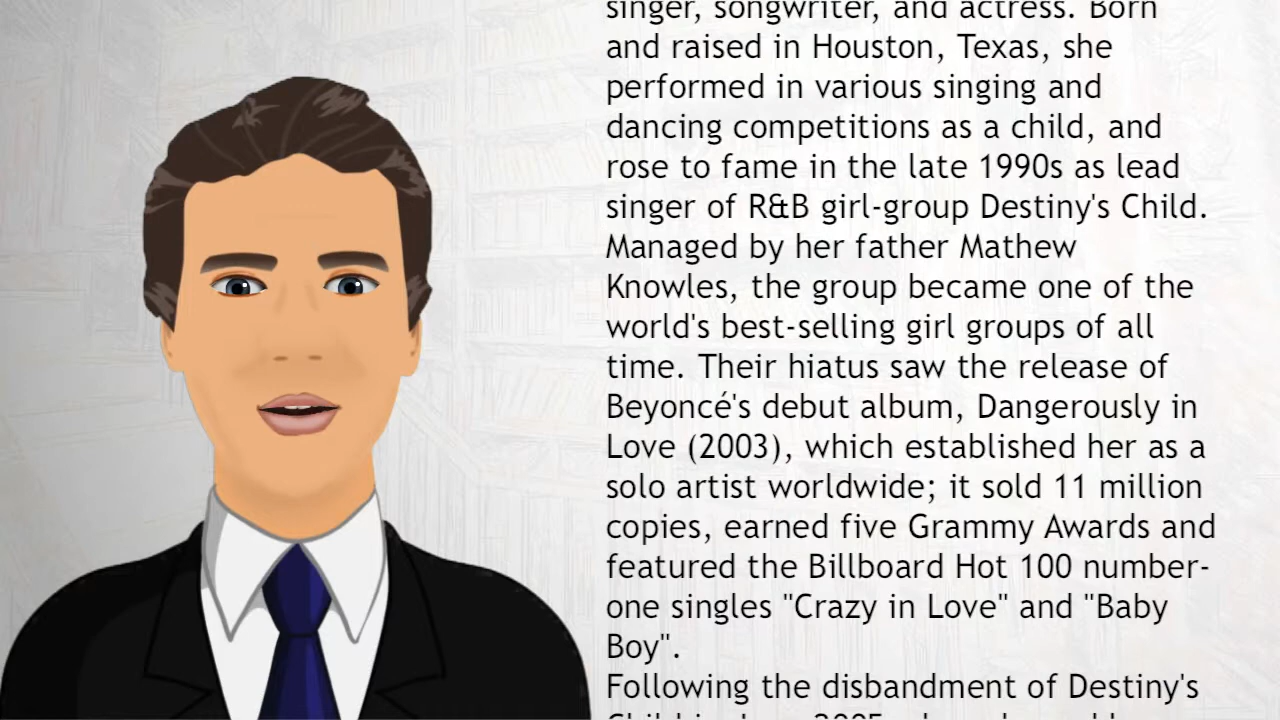 singer, songwriter, and actress. Born
and raised in Houston, Texas, she
performed in various singing and
dancing competitions as a child, and
rose to fame in the late 1990s as lead
singer of R&B girl-group Destiny's Child.
Managed by her father Mathew
Knowles, the group became one of the
world's best-selling girl groups of all
time. Their hiatus saw the release of
Beyoncé's debut album, Dangerously in
Love (2003), which established her as a
solo artist worldwide; it sold 11 million
copies, earned five Grammy Awards and
featured the Billboard Hot 100 number-
one singles "Crazy in Love" and "Baby
Boy".
Following the disbandment of Destiny's